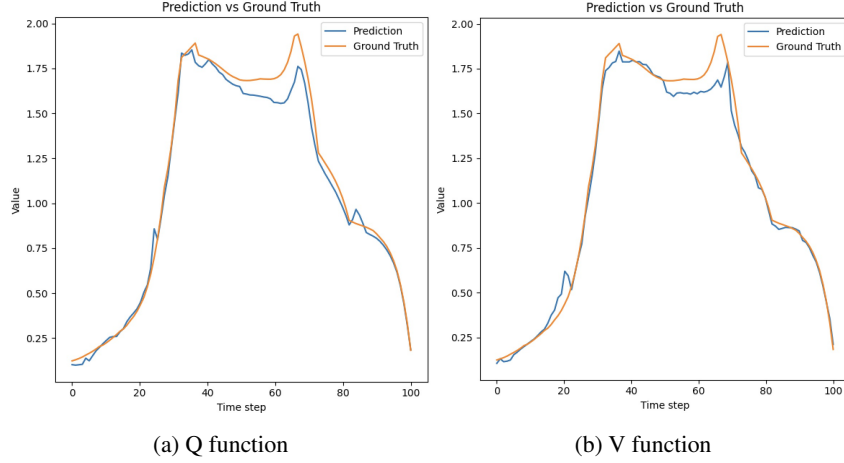 Prediction vs Ground Truth
2.00
1.75
1.50
1.25
1.00
0.75
0.50
0.25
Value
0 20 40 60 80 100
Time step
Prediction
Ground Truth
(a) Q function
Prediction vs Ground Truth
2.00
1.75
1.50
1.25
1.00
0.75
0.50
0.25
Value
0 20 40 60 80 100
Time step
Prediction
Ground Truth
(b) V function